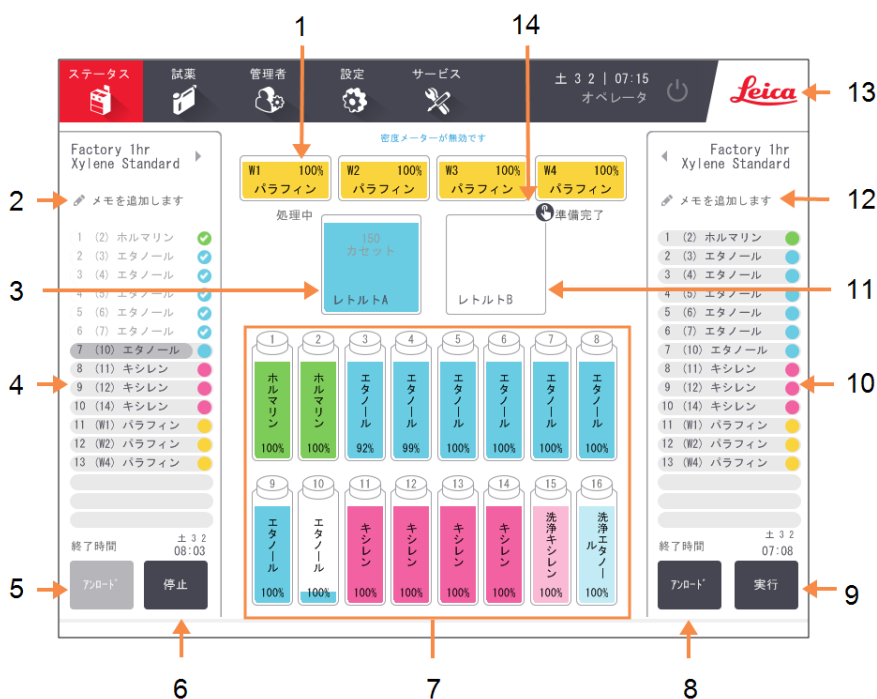 1
14
ステータス
試薬
管理者
設定
サービス
土 3 2 | 07:15
オペレータ
Leica
13
密度メーターが無効です
Factory 1hr
Xylene Standard
W1 100%
パラフィン
W2 100%
パラフィン
W3 100%
パラフィン
W4 100%
パラフィン
Factory 1hr
Xylene Standard
2
メモを追加します
メモを追加します
12
処理中
準備完了
150
カセット
レトルトA
レトルトB
3
11
1 (2) ホルマリン
2 (3) エタノール
3 (4) エタノール
4 (5) エタノール
5 (6) エタノール
6 (7) エタノール
7 (10) エタノール
8 (11) キシレン
9 (12) キシレン
10 (14) キシレン
11 (W1) パラフィン
12 (W2) パラフィン
13 (W4) パラフィン
4
1 (2) ホルマリン
2 (3) エタノール
3 (4) エタノール
4 (5) エタノール
5 (6) エタノール
6 (7) エタノール
7 (10) エタノール
8 (11) キシレン
9 (12) キシレン
10 (14) キシレン
11 (W1) パラフィン
12 (W2) パラフィン
13 (W4) パラフィン
10
1
ホルマリン
100%
2
ホルマリン
100%
3
エタノール
92%
4
エタノール
99%
5
エタノール
100%
6
エタノール
100%
7
エタノール
100%
8
エタノール
100%
9
エタノール
100%
10
エタノール
100%
11
キシレン
100%
12
キシレン
100%
13
キシレン
100%
14
キシレン
100%
15
洗浄キシレン
100%
16
洗浄エタノー
ル
100%
終了時間
土 3 2
08:03
終了時間
土 3 2
07:08
5
ｱﾝﾛｰﾄﾞ
停止
ｱﾝﾛｰﾄﾞ
実行
9
6
7
8